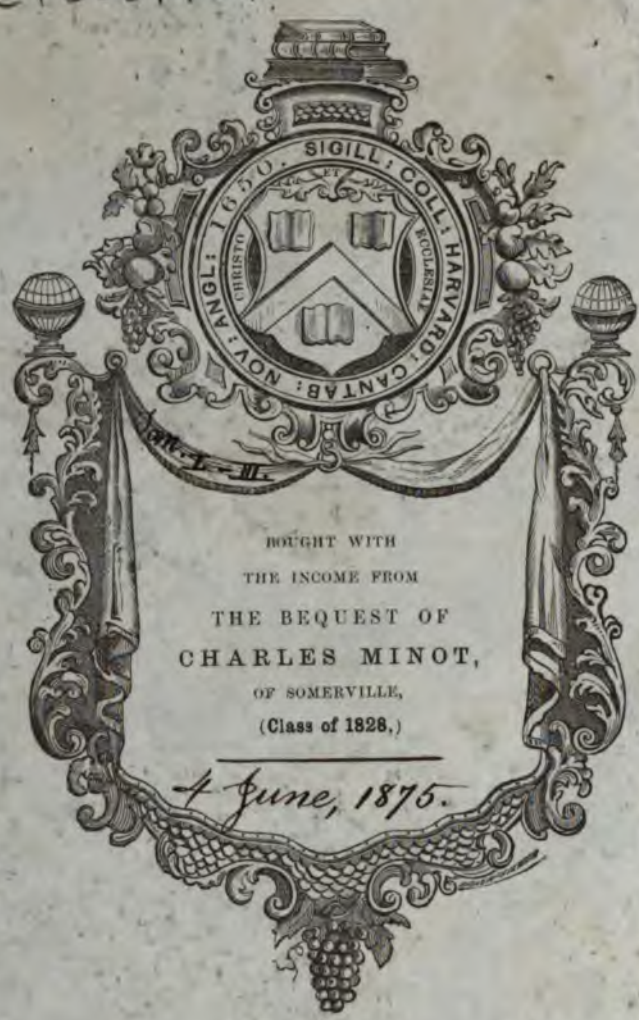 SIGILL: COLL: HARVARD: CANTAB: NOV: ANGL: 1650.
ET
CHRISTO
ECCLESIAE
BOUGHT WITH
THE INCOME FROM
THE BEQUEST OF
CHARLES MINOT,
OF SOMERVILLE,
(Class of 1828,)
4 June, 1875.